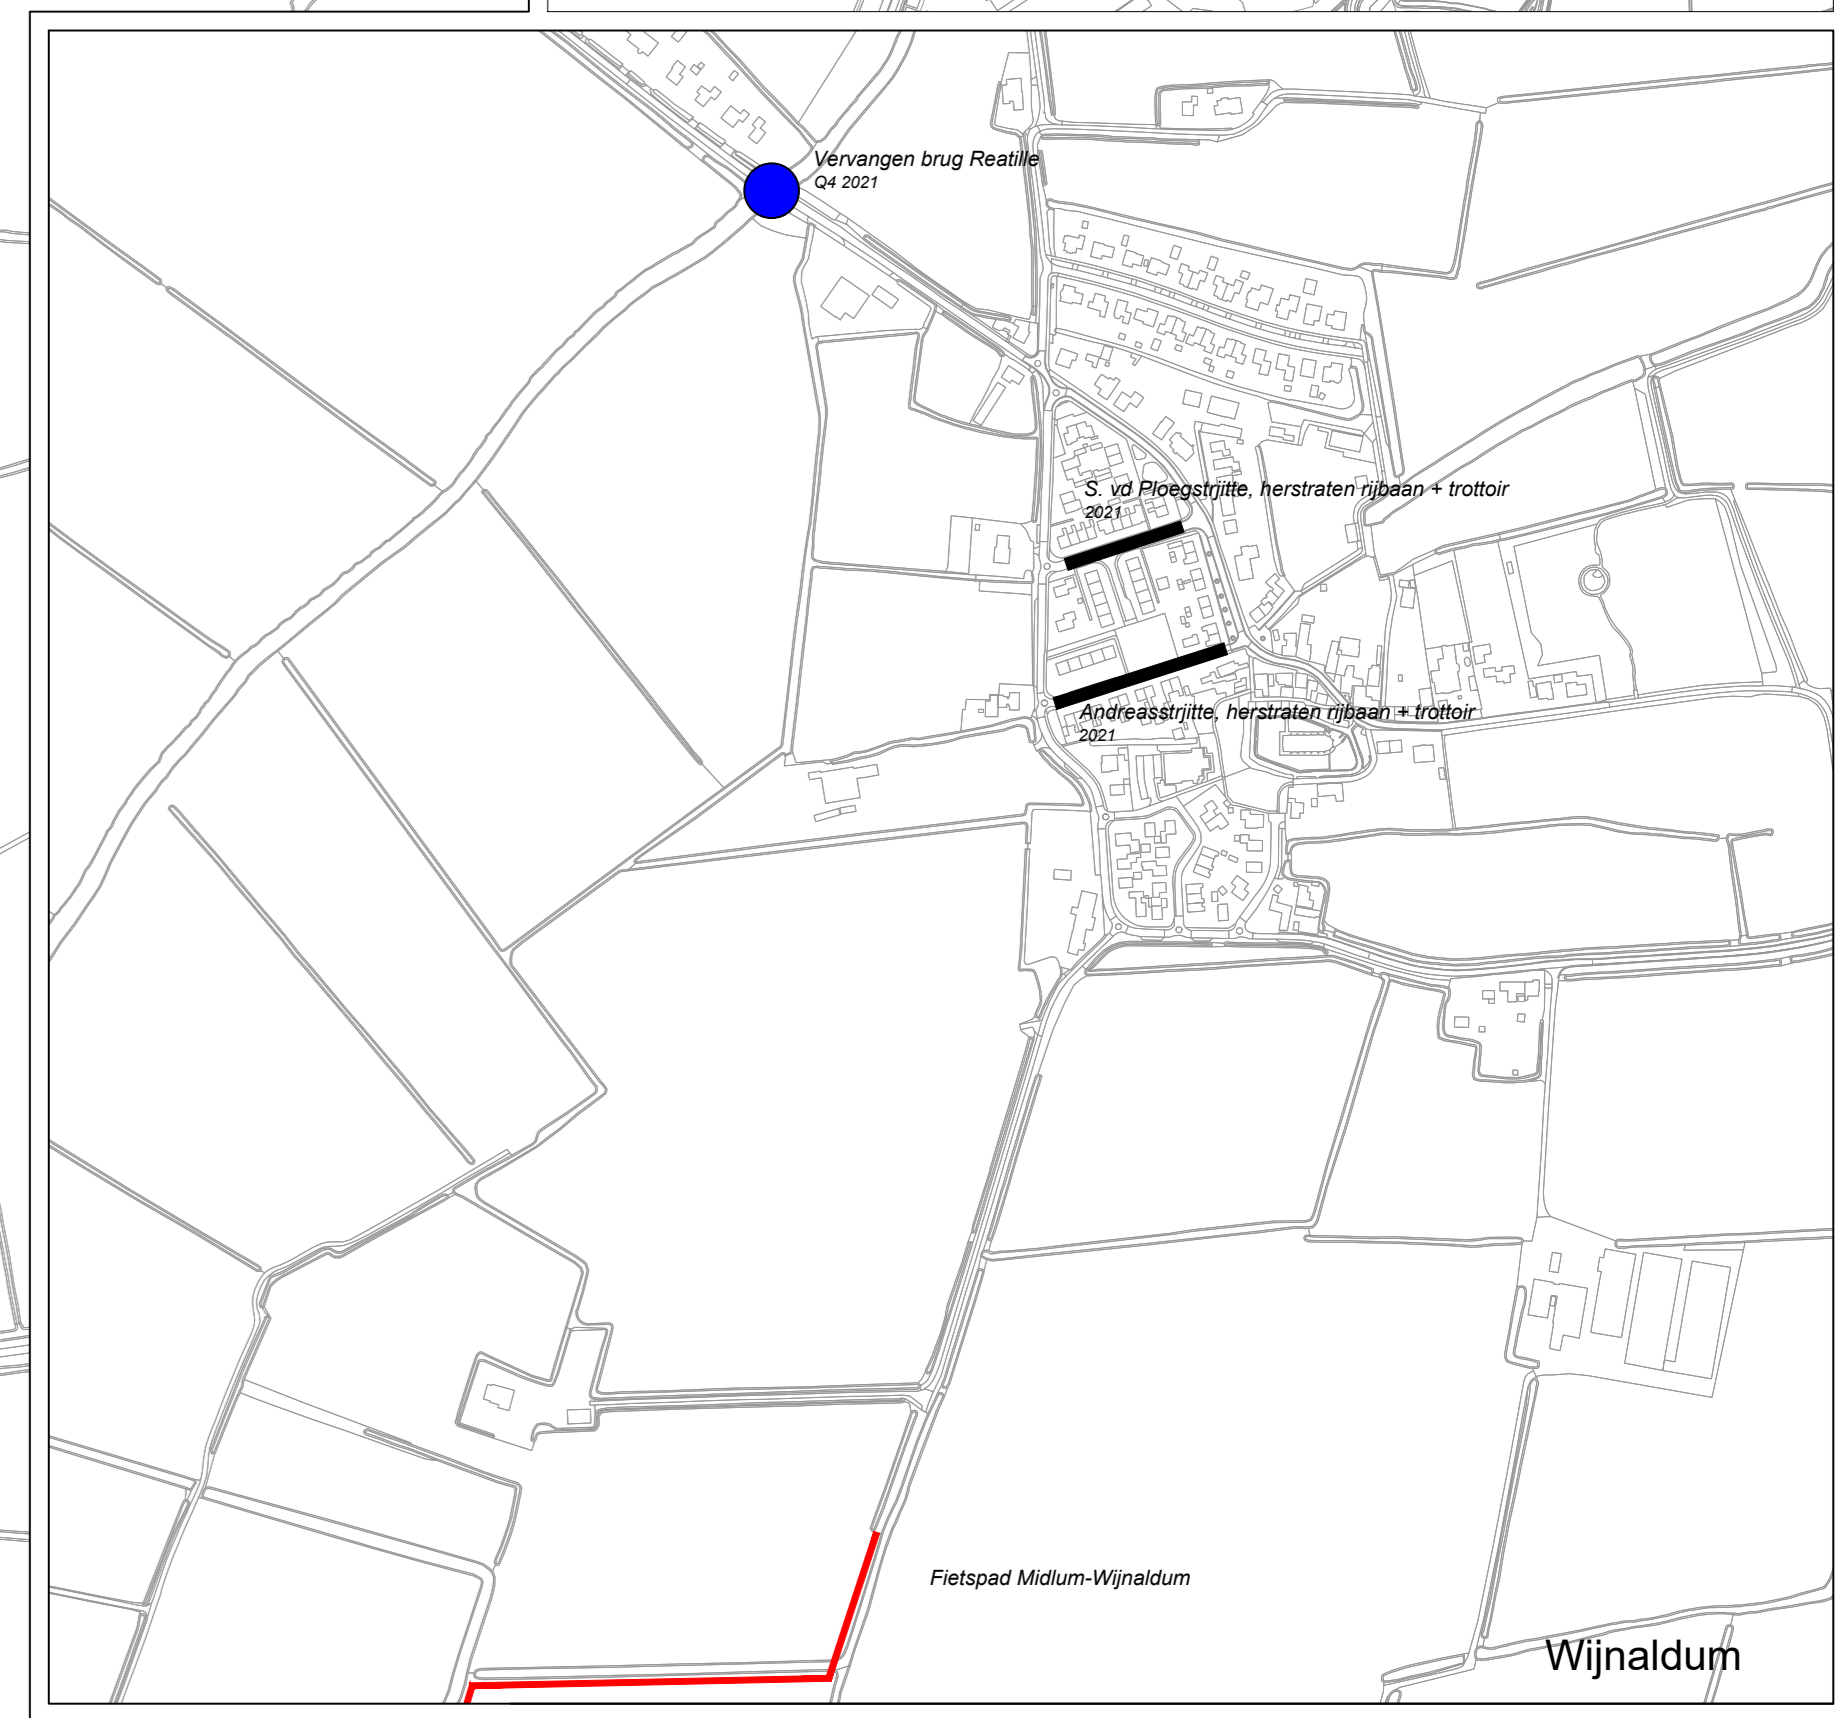 Vervangen brug Reatille
Q4 2021
S. vd Ploegstrjitte, herstraten rijbaan + trottoir
2021
Andreasstrjitte, herstraten rijbaan + trottoir
2021
Fietspad Midlum-Wijnaldum
Wijnaldum